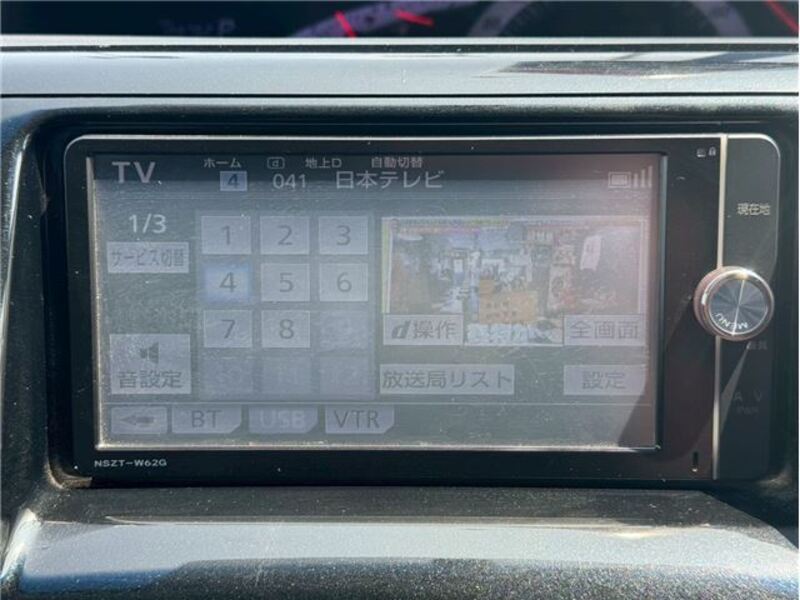 TV ホーム 4 d 041 地上D 日本テレビ 自動切替
現在地
1/3
サービス切替
1 2 3
4 5 6
7 8
d操作 全画面
音設定
放送局リスト 設定
BT USB VTR
MENU
NSZT-W62G